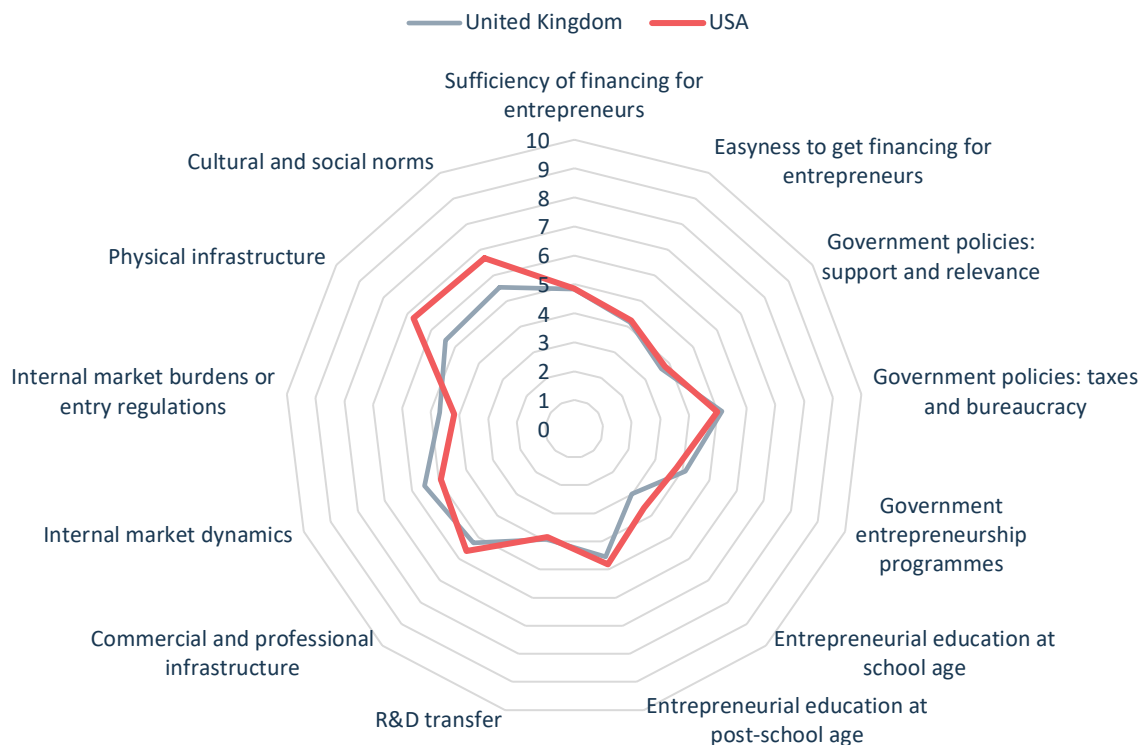 United Kingdom
USA
Sufficiency of financing for
entrepreneurs
Easyness to get financing for
entrepreneurs
Government policies:
support and relevance
Government policies: taxes
and bureaucracy
Government
entrepreneurship
programmes
Entrepreneurial education at
school age
Entrepreneurial education at
post-school age
R&D transfer
Commercial and professional
infrastructure
Internal market dynamics
Internal market burdens or
entry regulations
Physical infrastructure
Cultural and social norms
10
9
8
7
6
5
4
3
2
1
0